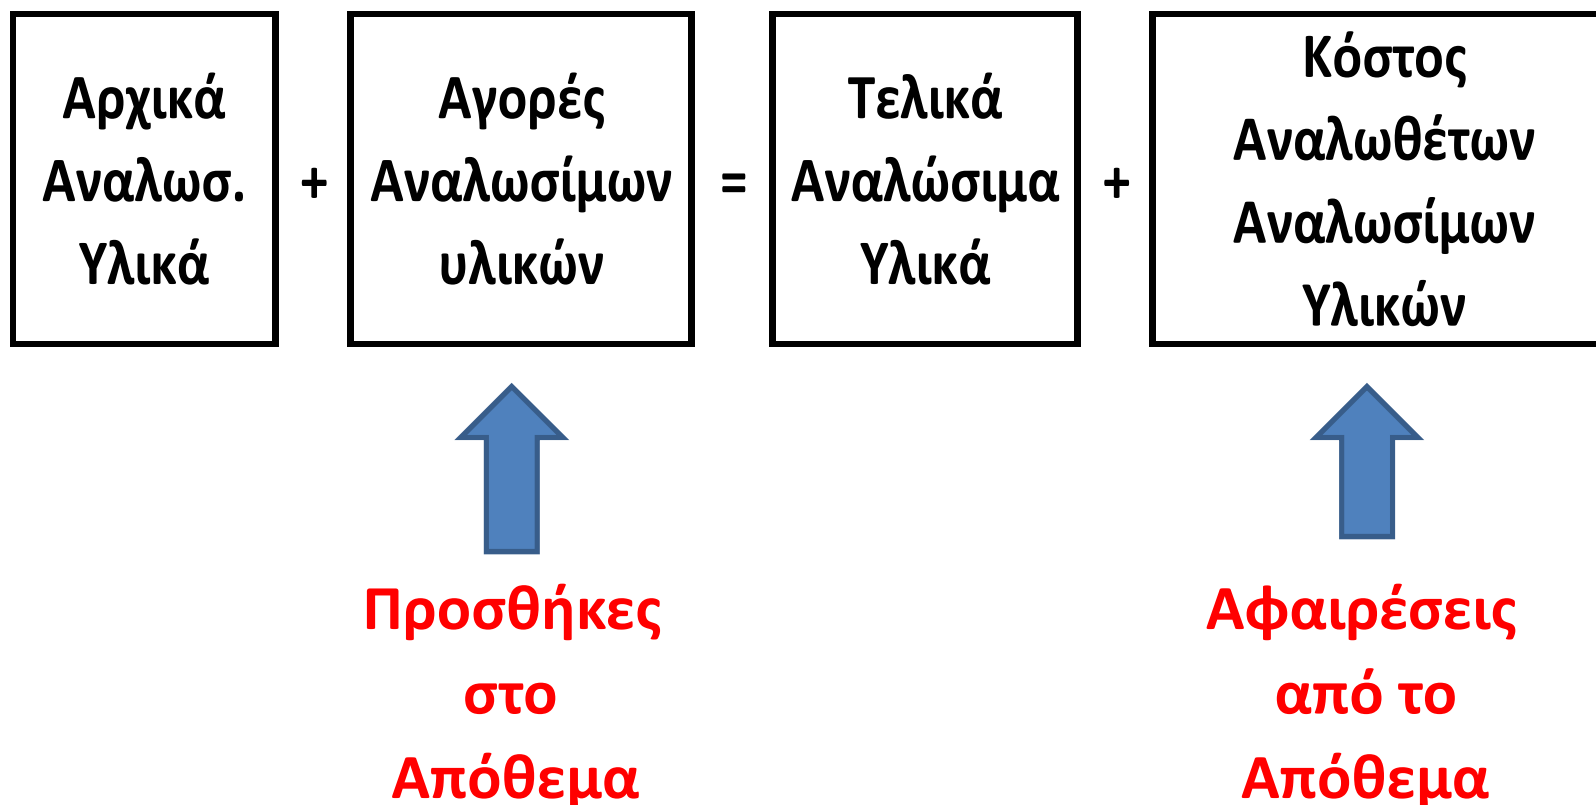 Αρχικά
Αναλωσ.
Υλικά
+
Αγορές
Αναλωσίμων
υλικών
=
Τελικά
Αναλώσιμα
Υλικά
+
Κόστος
Αναλωθέτων
Αναλωσίμων
Υλικών
Προσθήκες
στο
Απόθεμα
Αφαιρέσεις
από το
Απόθεμα